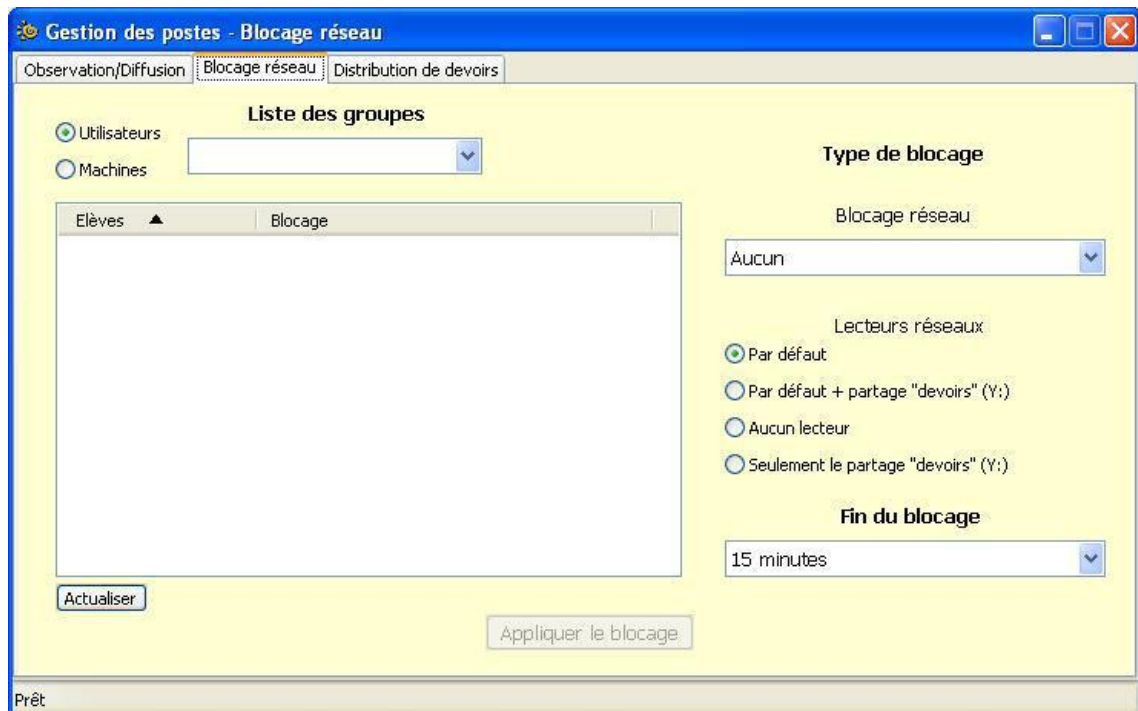 Gestion des postes - Blocage réseau
Observation/Diffusion
Blocage réseau
Distribution de devoirs
Liste des groupes
Utilisateurs
Machines
Elèves
Blocage
Actualiser
Type de blocage
Blocage réseau
Aucun
Lecteurs réseaux
Par défaut
Par défaut + partage "devoirs" (Y:)
Aucun lecteur
Seulement le partage "devoirs" (Y:)
Fin du blocage
15 minutes
Appliquer le blocage
Prêt